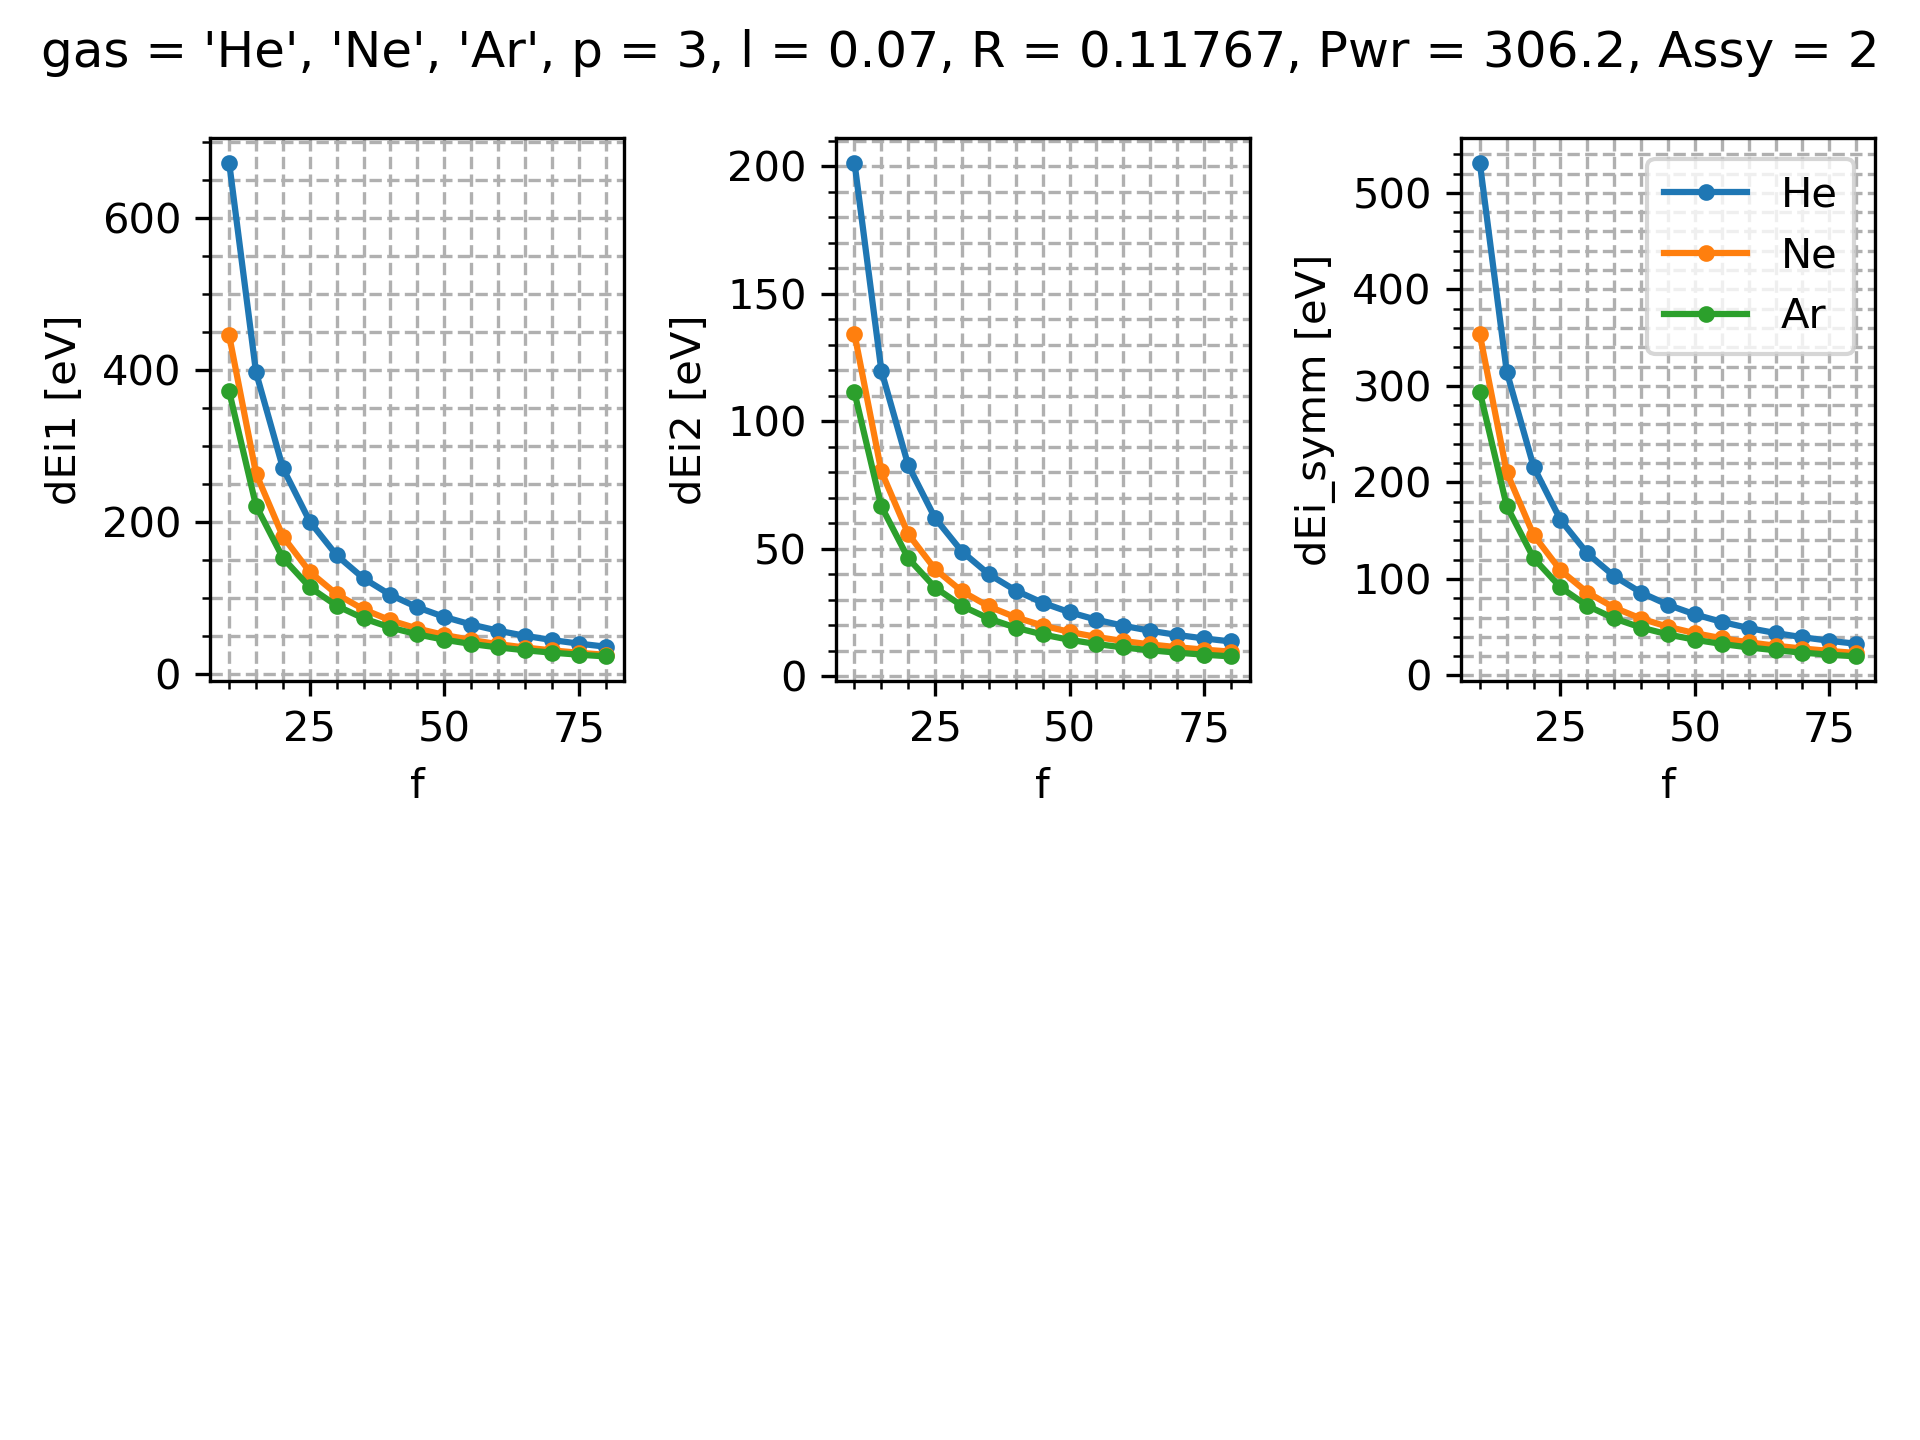 gas = 'He', 'Ne', 'Ar', p = 3, l = 0.07, R = 0.11767, Pwr = 306.2, Assy = 2
dEi1 [eV]
600
400
200
0
25 50 75
f
dEi2 [eV]
200
150
100
50
0
25 50 75
f
dEi_symm [eV]
500
400
300
200
100
0
25 50 75
f
He
Ne
Ar